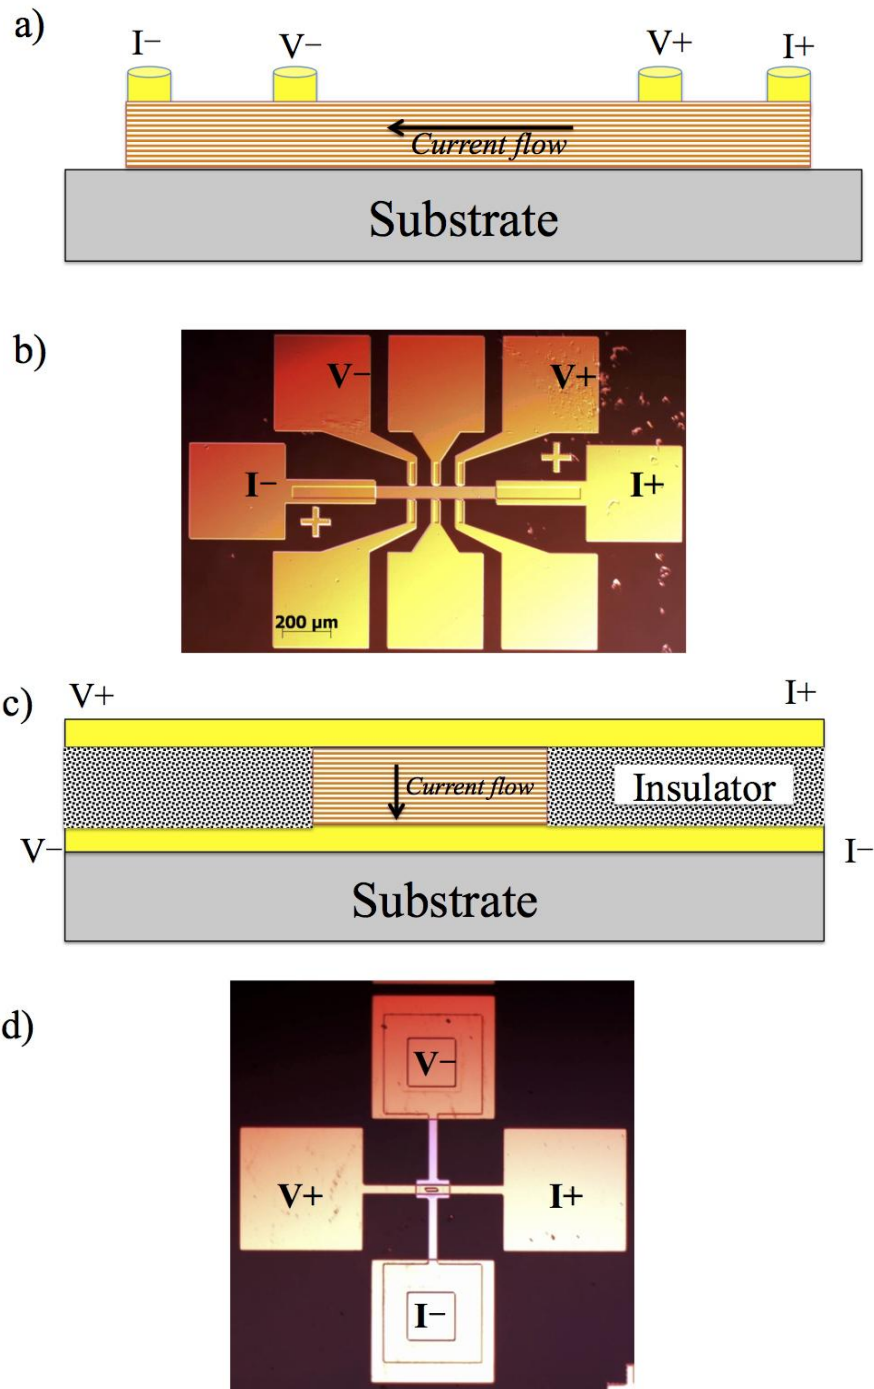 a)
I− V− V+ I+
Current flow
Substrate
b)
V− V+
I− I+
200 µm
c)
V+ I+
Current flow
Insulator
V− I−
Substrate
d)
V−
V+ I+
I−